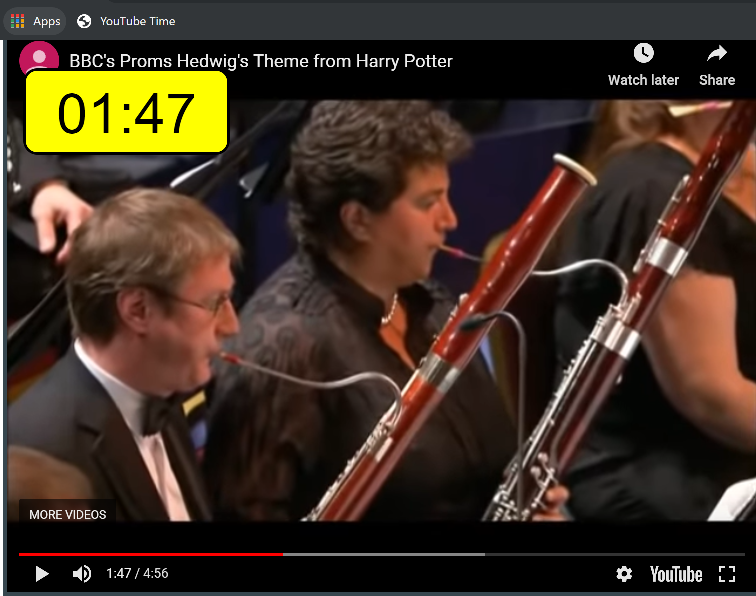 Apps
YouTube Time
BBC's Proms Hedwig's Theme from Harry Potter
Watch later
Share
01:47
MORE VIDEOS
1:47 / 4:56
YouTube